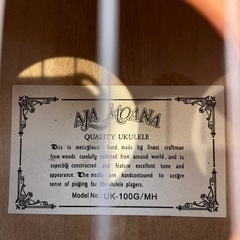 AJA MOANA
QUALITY UKULELE
This is meticulous hand made by finest craftman
from woods carefully selected from around world, and is
superbly constructed and feature excellent tone and
appearance. The necks are handcontoured to assure
sense of playing for the ukulele players.
Model No.: UK-100G/MH